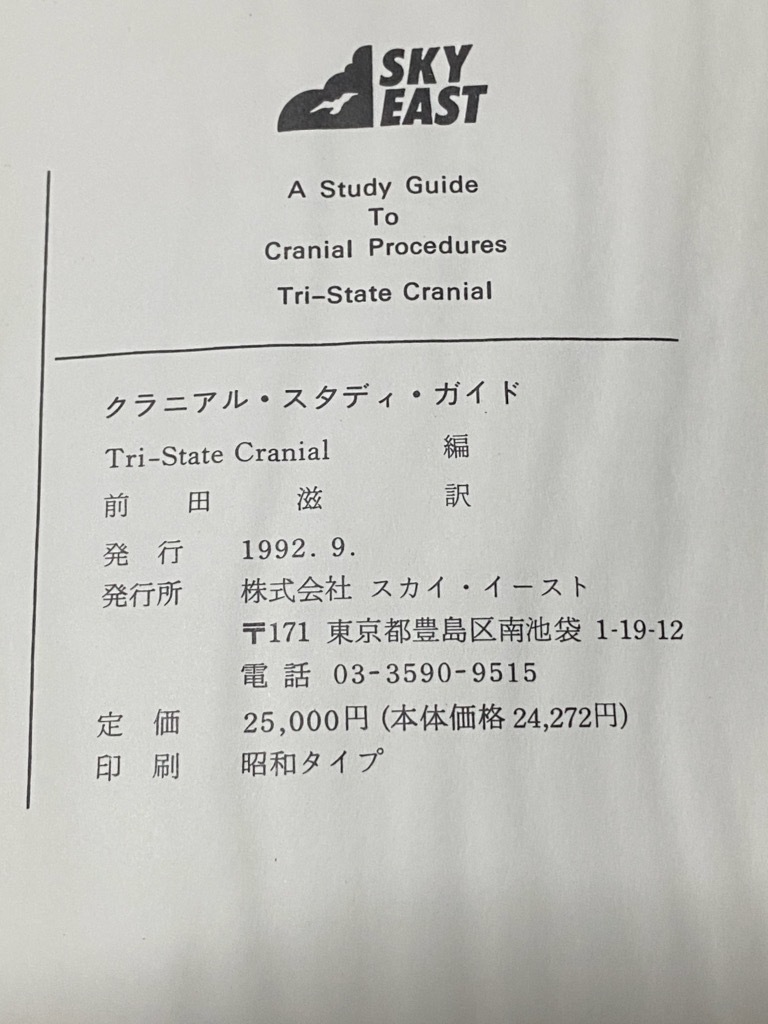 SKY
EAST
A Study Guide
To
Cranial Procedures
Tri-State Cranial
クラニアル・スタディ・ガイド
Tri-State Cranial 編
前田滋 訳
発行 1992. 9.
発行所 株式会社 スカイ・イースト
〒171 東京都豊島区南池袋 1-19-12
電話 03-3590-9515
定価 25,000円(本体価格24,272円)
印刷 昭和タイプ